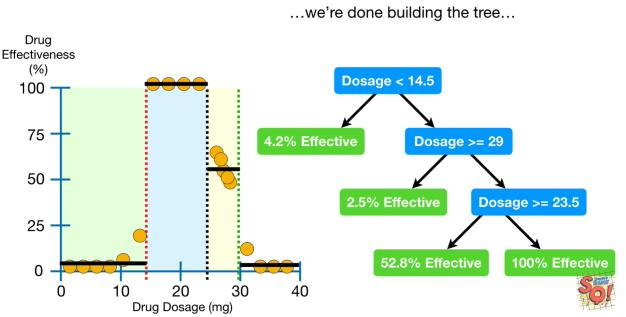 …we're done building the tree…
Drug
Effectiveness
(%)
100
75
50
25
0
0 10 20 30 40
Drug Dosage (mg)
Dosage < 14.5
4.2% Effective
Dosage >= 29
2.5% Effective
Dosage >= 23.5
52.8% Effective
100% Effective
SQ!